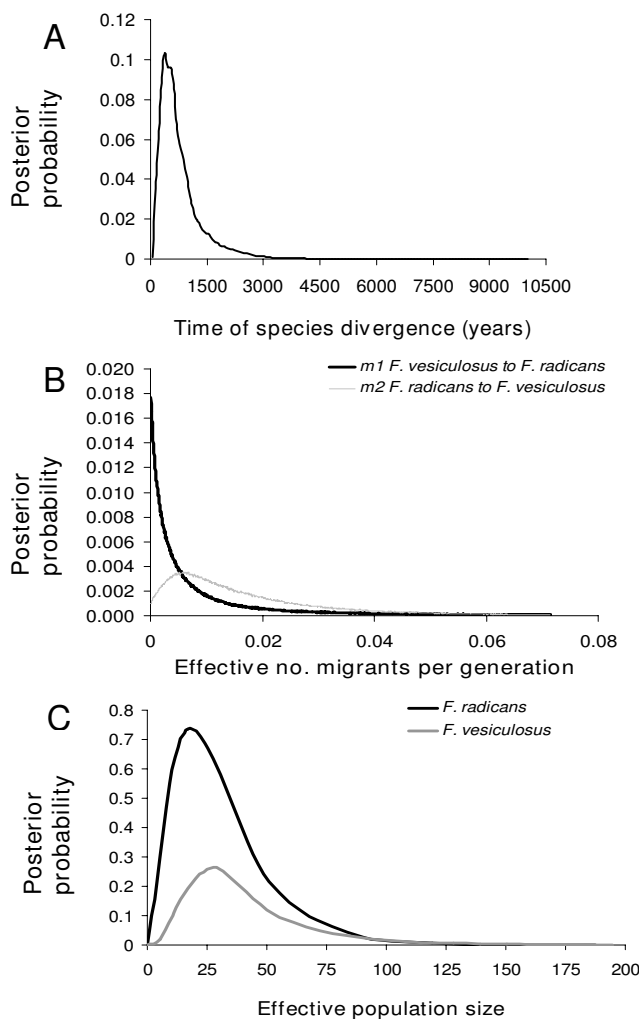 A
Posterior
probability
0.12
0.1
0.08
0.06
0.04
0.02
0
0 1500 3000 4500 6000 7500 9000 10500
Time of species divergence (years)
B
m1 F. vesiculosus to F. radicans
m2 F. radicans to F. vesiculosus
Posterior
probability
0.020
0.018
0.016
0.014
0.012
0.010
0.008
0.006
0.004
0.002
0.000
0 0.02 0.04 0.06 0.08
Effective no. migrants per generation
C
F. radicans
F. vesiculosus
Posterior
probability
0.8
0.7
0.6
0.5
0.4
0.3
0.2
0.1
0
0 25 50 75 100 125 150 175 200
Effective population size